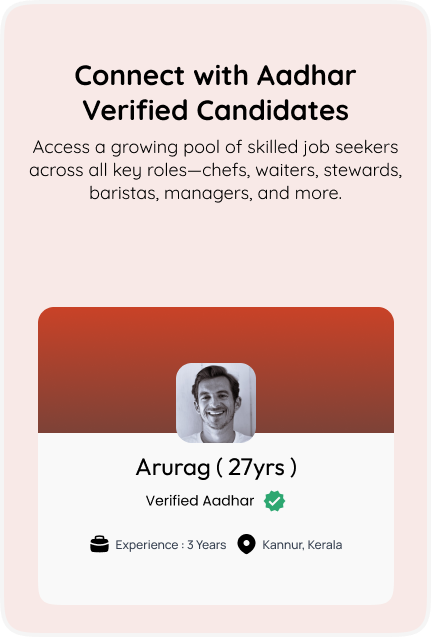 Connect with Aadhar
Verified Candidates
Access a growing pool of skilled job seekers
across all key roles—chefs, waiters, stewards,
baristas, managers, and more.
Arurag ( 27yrs )
Verified Aadhar
Experience : 3 Years
Kannur, Kerala